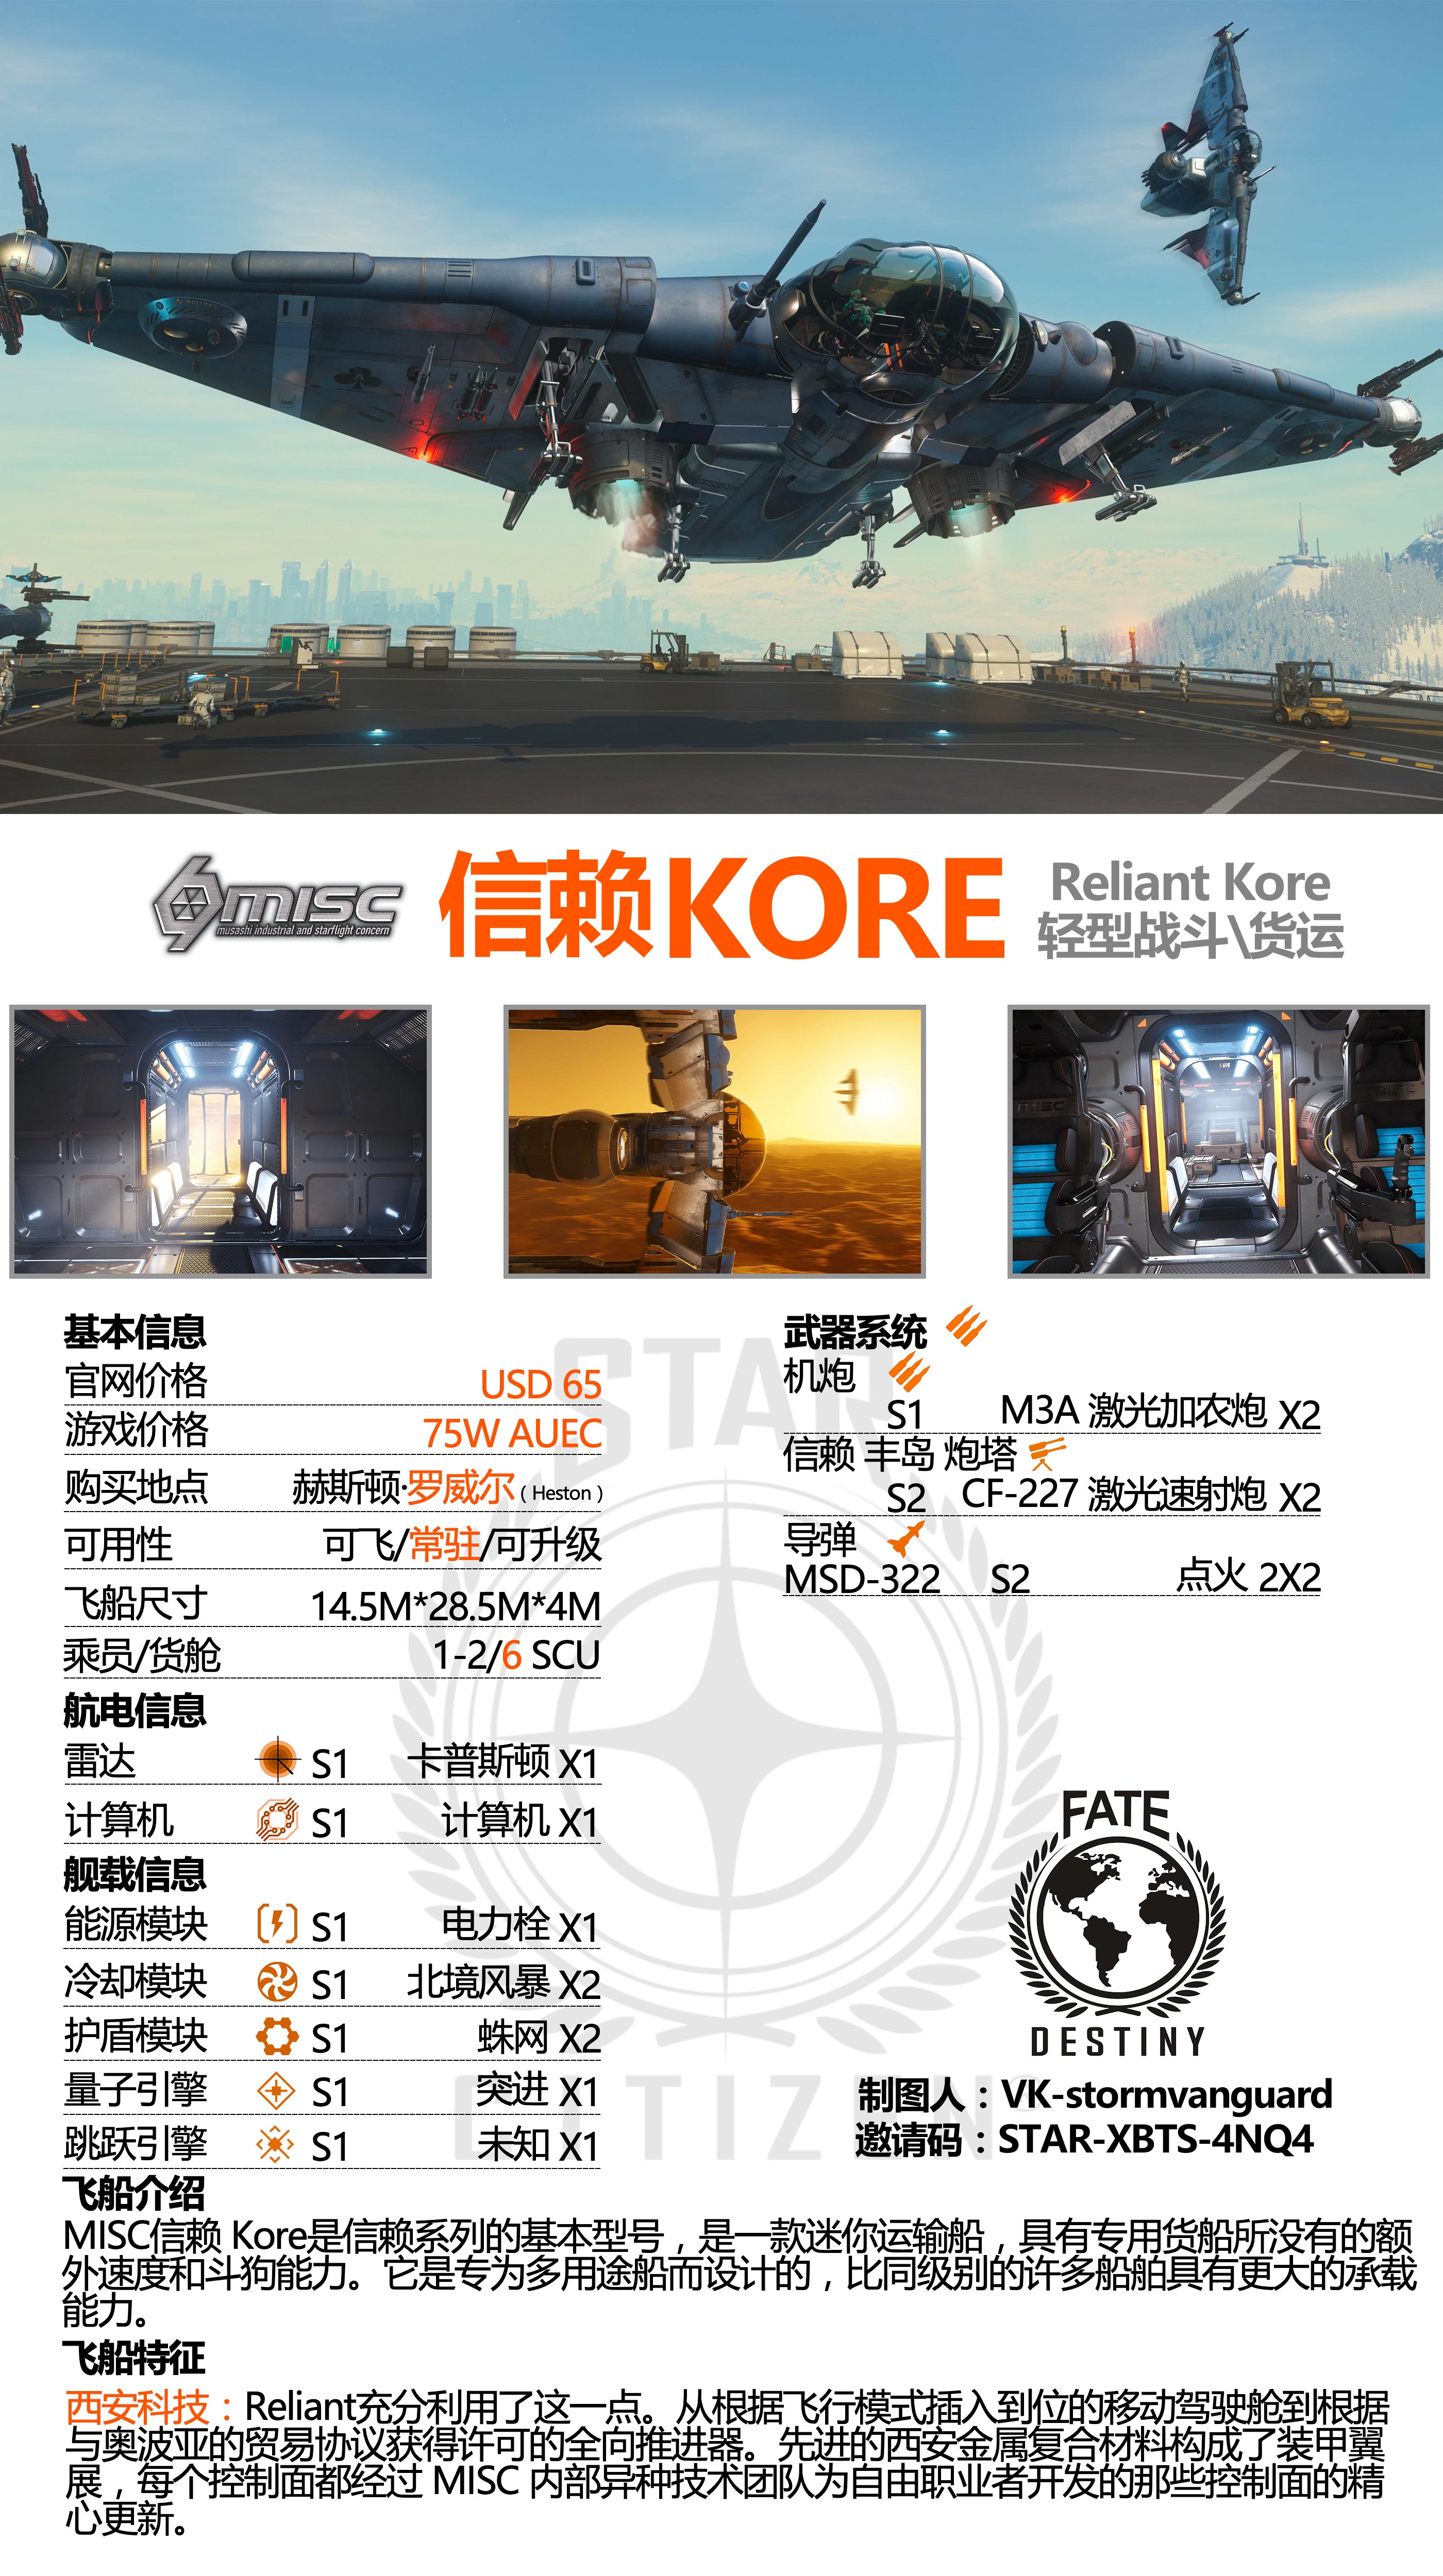 MISC
musashi industrial and starflight concern
信赖KORE
Reliant Kore
轻型战斗\货运
基本信息
官网价格 USD 65
游戏价格 75W AUEC
购买地点 赫斯顿·罗威尔 ( Heston )
可用性 可飞/常驻/可升级
飞船尺寸 14.5M*28.5M*4M
乘员/货舱 1-2/6 SCU
航电信息
雷达 S1 卡普斯顿 X1
计算机 S1 计算机 X1
舰载信息
能源模块 S1 电力栓 X1
冷却模块 S1 北境风暴 X2
护盾模块 S1 蛛网 X2
量子引擎 S1 突进 X1
跳跃引擎 S1 未知 X1
武器系统
机炮
S1 M3A 激光加农炮 X2
信赖 丰岛 炮塔
S2 CF-227 激光速射炮 X2
导弹
MSD-322 S2 点火 2X2
STAR
CITIZEN
FATE
DESTINY
制图人：VK-stormvanguard
邀请码：STAR-XBTS-4NQ4
飞船介绍
MISC信赖 Kore是信赖系列的基本型号，是一款迷你运输船，具有专用货船所没有的额
外速度和斗狗能力。它是专为多用途船而设计的，比同级别的许多船舶具有更大的承载
能力。
飞船特征
西安科技：Reliant充分利用了这一点。从根据飞行模式插入到位的移动驾驶舱到根据
与奥波亚的贸易协议获得许可的全向推进器。先进的西安金属复合材料构成了装甲翼
展，每个控制面都经过 MISC 内部异种技术团队为自由职业者开发的那些控制面的精
心更新。